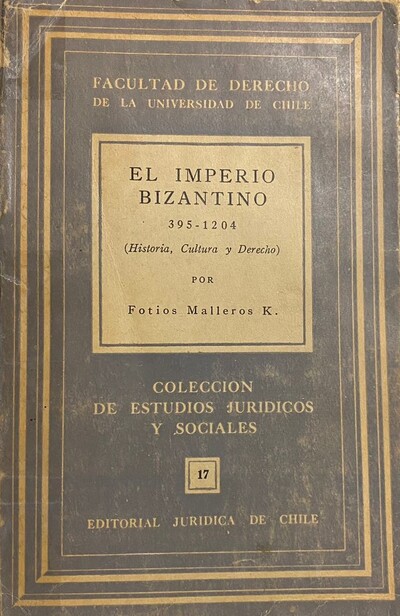 FACULTAD DE DERECHO
DE LA UNIVERSIDAD DE CHILE
EL IMPERIO
BIZANTINO
395-1204
(Historia, Cultura y Derecho)
POR
Fotios Malleros K.
COLECCION
DE ESTUDIOS JURIDICOS
Y SOCIALES
17
EDITORIAL JURIDICA DE CHILE